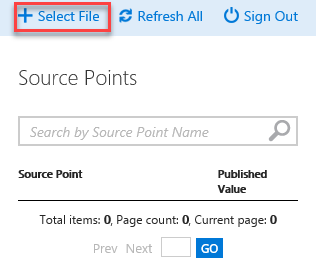 Select File Refresh All Sign Out
Source Points
Search by Source Point Name
Source Point Published
Value
Total items: 0, Page count: 0, Current page: 0
Prev Next GO